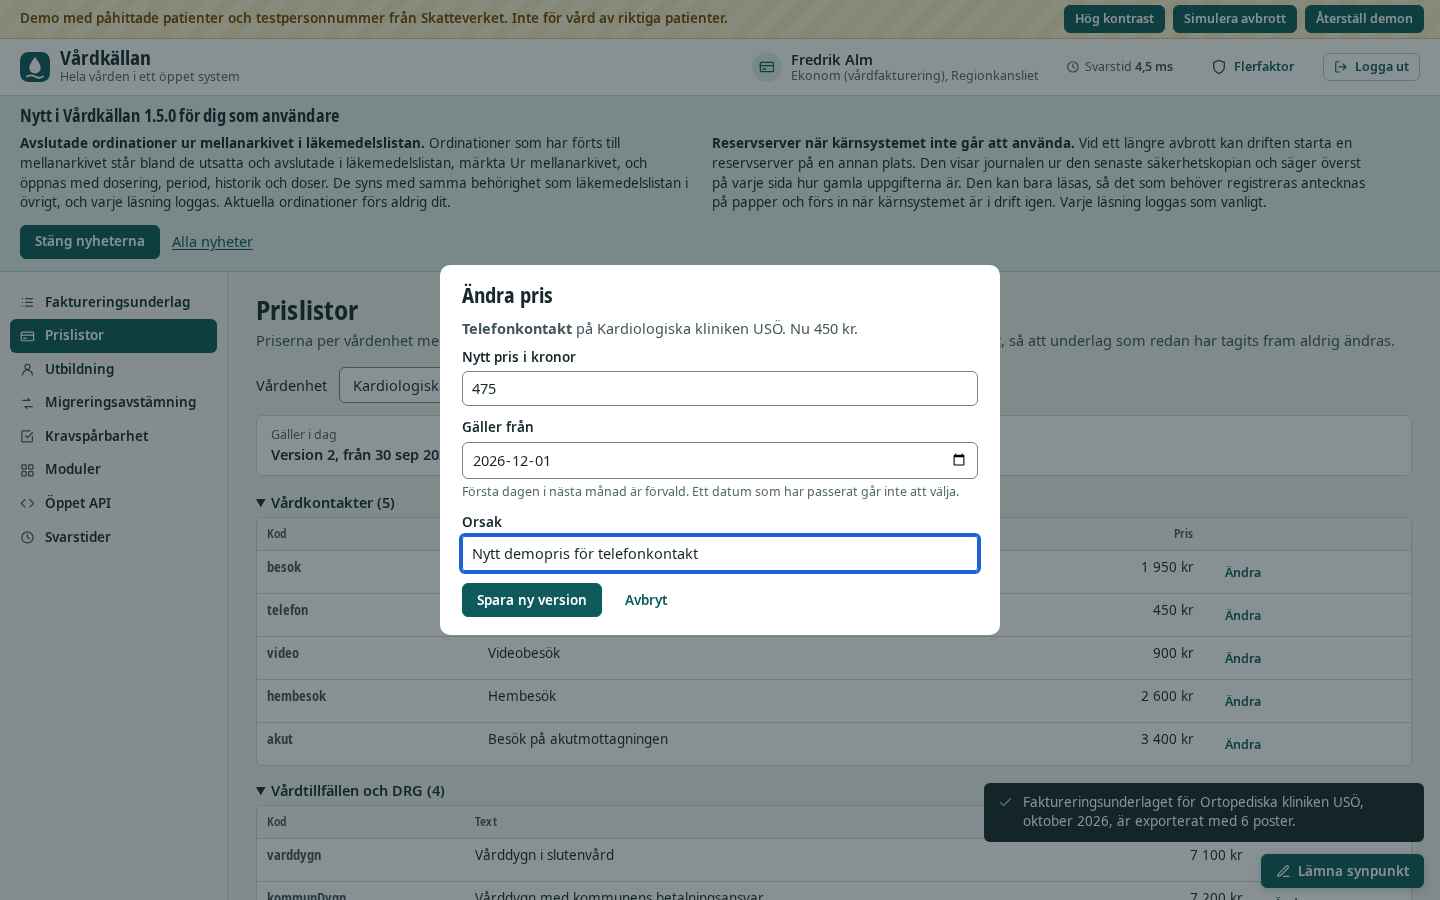 Demo med påhittade patienter och testpersonnummer från Skatteverket. Inte för vård av riktiga patienter.
Hög kontrast
Simulera avbrott
Återställ demon
Vårdkällan
Hela vården i ett öppet system
Fredrik Alm
Ekonom (vårdfakturering), Regionkansliet
Svarstid 4,5 ms
Flerfaktor
Logga ut
Nytt i Vårdkällan 1.5.0 för dig som användare
Avslutade ordinationer ur mellanarkivet i läkemedelslistan. Ordinationer som har förts till
mellanarkivet står bland de utsatta och avslutade i läkemedelslistan, märkta Ur mellanarkivet, och
öppnas med dosering, period, historik och doser. De syns med samma behörighet som läkemedelslistan i
övrigt, och varje läsning loggas. Aktuella ordinationer förs aldrig dit.
Reservserver när kärnsystemet inte går att använda. Vid ett längre avbrott kan driften starta en
reservserver på en annan plats. Den visar journalen ur den senaste säkerhetskopian och säger överst
på varje sida hur gamla uppgifterna är. Den kan bara läsas, så det som behöver registreras antecknas
på papper och förs in när kärnsystemet är i drift igen. Varje läsning loggas som vanligt.
Stäng nyheterna
Alla nyheter
Faktureringsunderlag
Prislistor
Utbildning
Migreringsavstämning
Kravspårbarhet
Moduler
Öppet API
Svarstider
Prislistor
Priserna per vårdenhet me
, så att underlag som redan har tagits fram aldrig ändras.
Vårdenhet
Kardiologisk
Gäller i dag
Version 2, från 30 sep 20
Vårdkontakter (5)
Kod
Pris
besok
1 950 kr
Ändra
telefon
450 kr
Ändra
video
Videobesök
900 kr
Ändra
hembesok
Hembesök
2 600 kr
Ändra
akut
Besök på akutmottagningen
3 400 kr
Ändra
Vårdtillfällen och DRG (4)
Kod
Text
varddygn
Vårddygn i slutenvård
7 100 kr
kommunDygn
Vårddygn med kommunens betalningsansvar
7 200 kr
Ändra pris
Telefonkontakt på Kardiologiska kliniken USÖ. Nu 450 kr.
Nytt pris i kronor
475
Gäller från
2026-12-01
Första dagen i nästa månad är förvald. Ett datum som har passerat går inte att välja.
Orsak
Nytt demopris för telefonkontakt
Spara ny version
Avbryt
Faktureringsunderlaget för Ortopediska kliniken USÖ,
oktober 2026, är exporterat med 6 poster.
Lämna synpunkt